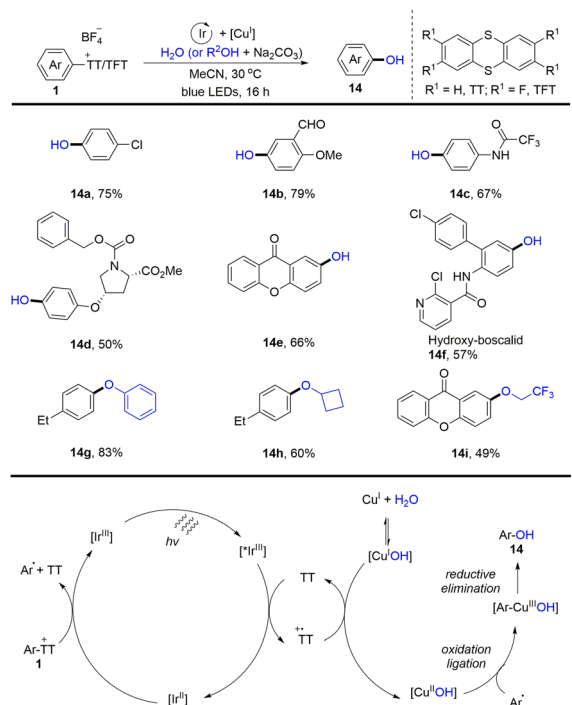 BF₄⁻
Ar
+
TT/TFT
1
Ir + [Cuᴵ]
H₂O (or R²OH + Na₂CO₃)
MeCN, 30 °C
blue LEDs, 16 h
Ar OH
14
R¹ S R¹
R¹ S R¹
R¹ = H, TT; R¹ = F, TFT
HO Cl
14a, 75%
CHO
HO OMe
14b, 79%
O
CF₃
HO N
H
14c, 67%
O
O N
CO₂Me
HO O
14d, 50%
O
OH
O
14e, 66%
Cl
OH
Cl HN
N O
Hydroxy-boscalid
14f, 57%
O
Et
14g, 83%
O
Et
14h, 60%
O
O CF₃
O
14i, 49%
Cuᴵ + H₂O
[Irᴵᴵᴵ]
hv
[*Irᴵᴵᴵ]
[CuᴵOH]
Ar-OH
14
Ar• + TT
TT
reductive
elimination
[Ar-CuᴵᴵᴵOH]
+•
TT
+
Ar-TT
1
oxidation
ligation
[Irᴵᴵ]
[CuᴵᴵOH]
Ar•